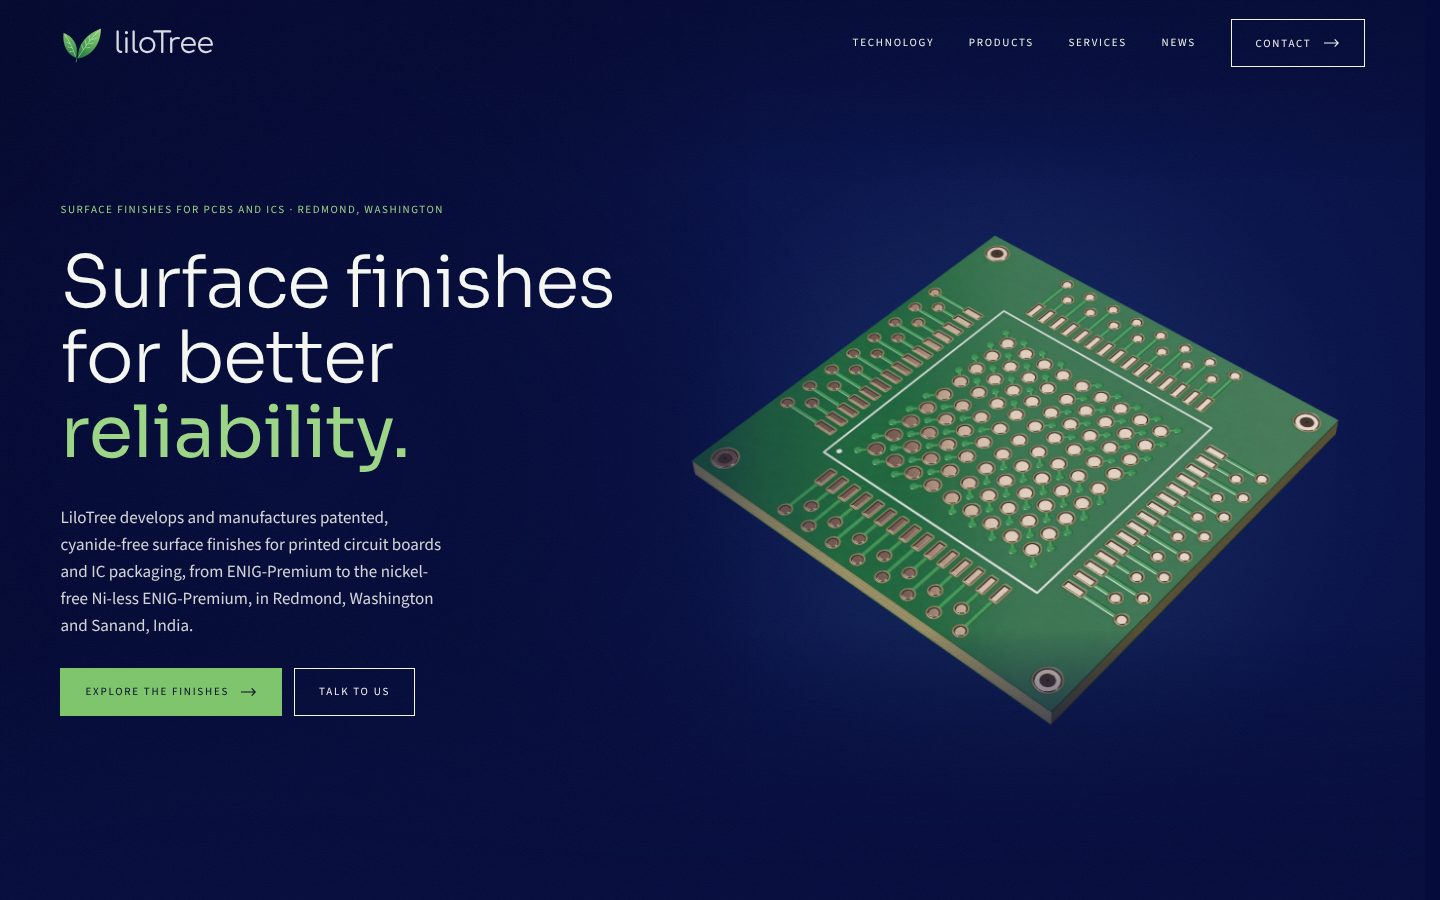 liloTree
TECHNOLOGY
PRODUCTS
SERVICES
NEWS
CONTACT
SURFACE FINISHES FOR PCBS AND ICS · REDMOND, WASHINGTON
Surface finishes
for better
reliability.
LiloTree develops and manufactures patented,
cyanide-free surface finishes for printed circuit boards
and IC packaging, from ENIG-Premium to the nickel-
free Ni-less ENIG-Premium, in Redmond, Washington
and Sanand, India.
EXPLORE THE FINISHES
TALK TO US